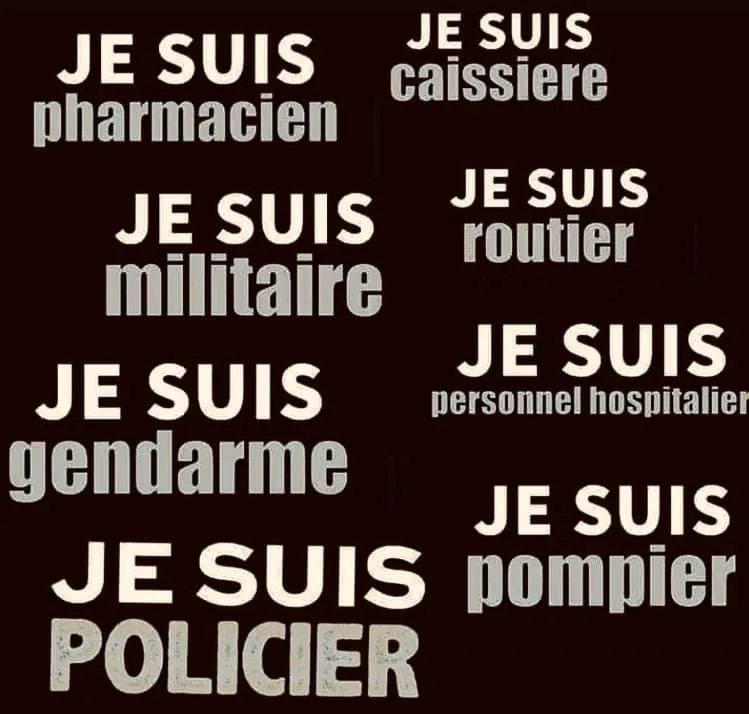 JE SUIS
pharmacien
JE SUIS
caissiere
JE SUIS
militaire
JE SUIS
routier
JE SUIS
gendarme
JE SUIS
personnel hospitalier
JE SUIS
POLICIER
JE SUIS
pompier